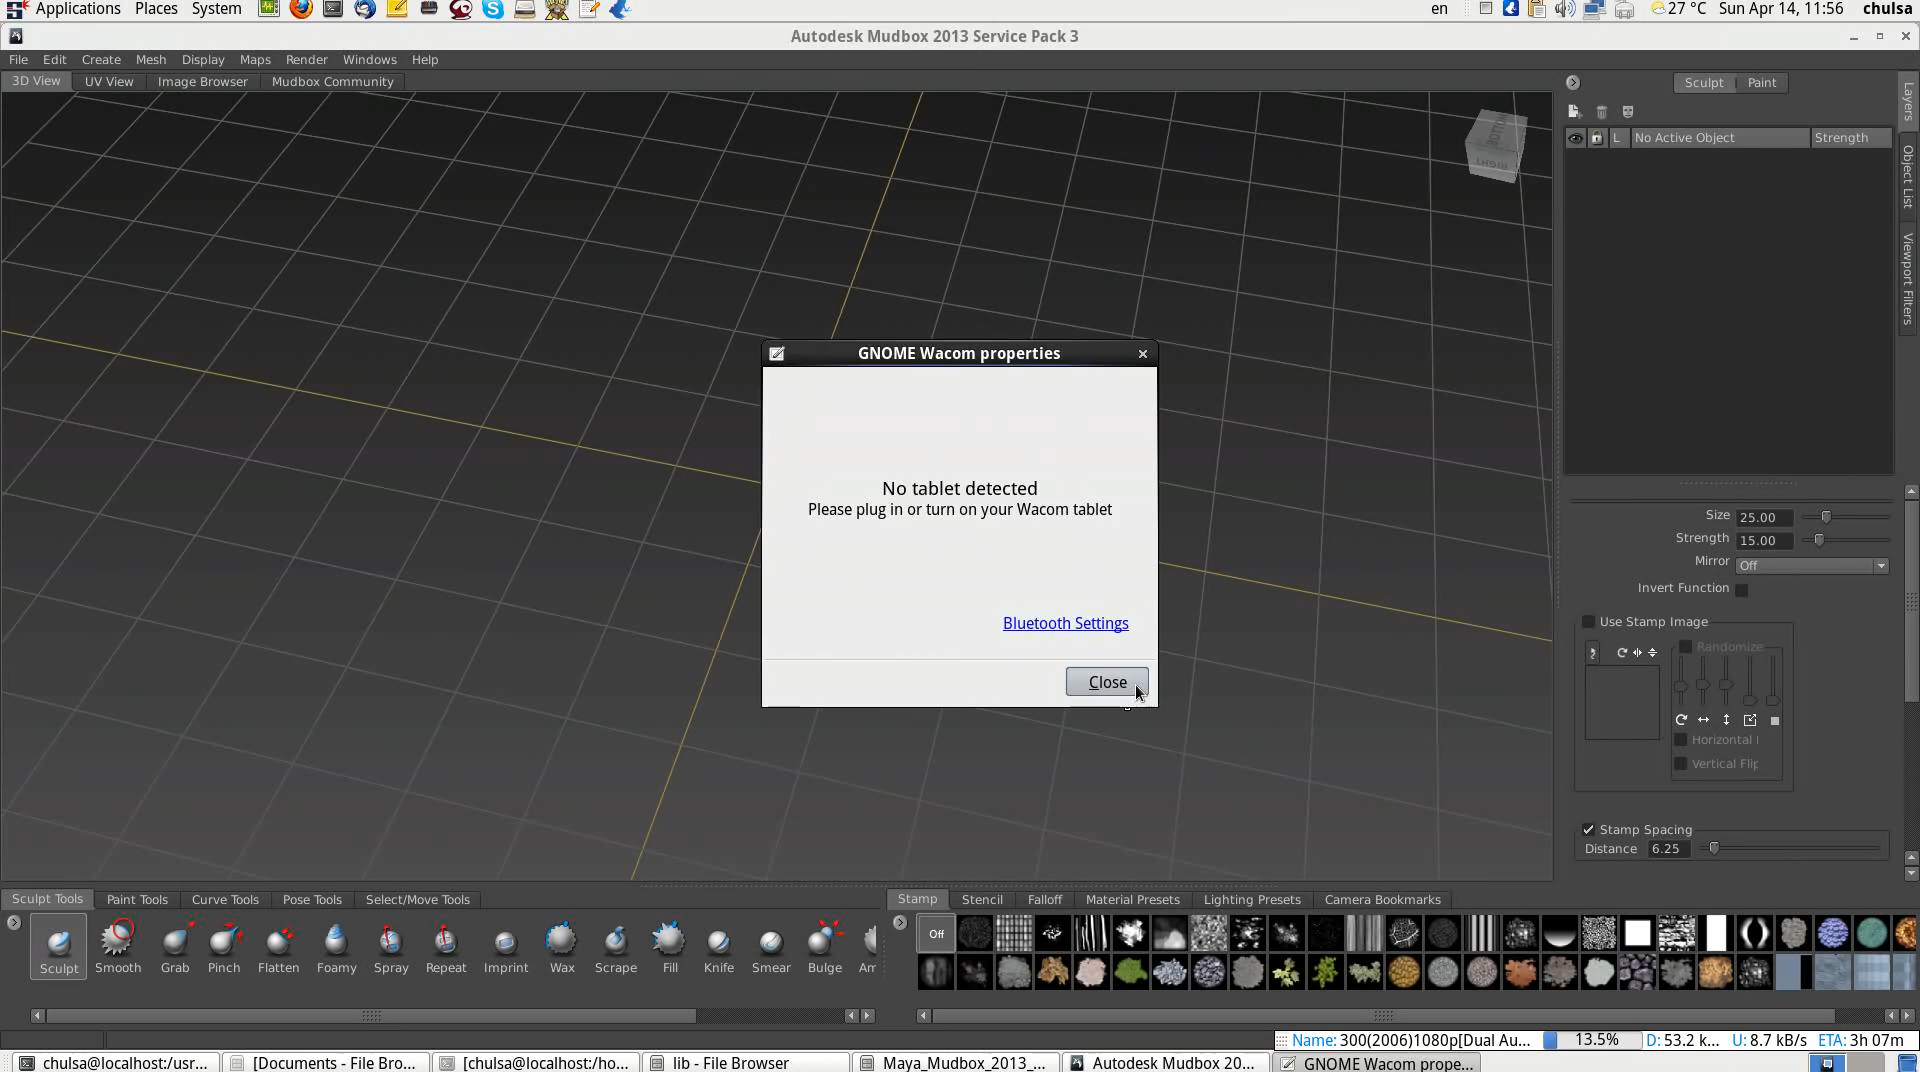 Applications Places System en 27 °C Sun Apr 14, 11:56 chulsa
Autodesk Mudbox 2013 Service Pack 3
File Edit Create Mesh Display Maps Render Windows Help
3D View UV View Image Browser Mudbox Community
Sculpt Paint
Layers
Object List
Viewport Filters
L No Active Object Strength
RIGHT
GNOME Wacom properties
No tablet detected
Please plug in or turn on your Wacom tablet
Bluetooth Settings
Close
Size 25.00
Strength 15.00
Mirror Off
Invert Function
Use Stamp Image
Randomize
Horizontal
Vertical Flip
Stamp Spacing
Distance 6.25
Sculpt Tools Paint Tools Curve Tools Pose Tools Select/Move Tools
Stamp Stencil Falloff Material Presets Lighting Presets Camera Bookmarks
Off
Sculpt Smooth Grab Pinch Flatten Foamy Spray Repeat Imprint Wax Scrape Fill Knife Smear Bulge Am
Name: 300(2006)1080p[Dual Au... 13.5% D: 53.2 k... U: 8.7 kB/s ETA: 3h 07m
chulsa@localhost:/usr... [Documents - File Bro... [chulsa@localhost:/ho... lib - File Browser Maya_Mudbox_2013_... Autodesk Mudbox 20... GNOME Wacom prope...